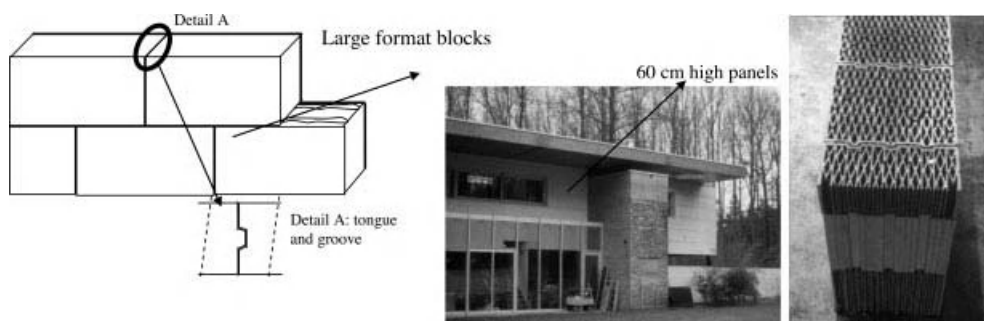 Detail A
Large format blocks
60 cm high panels
Detail A: tongue
and groove